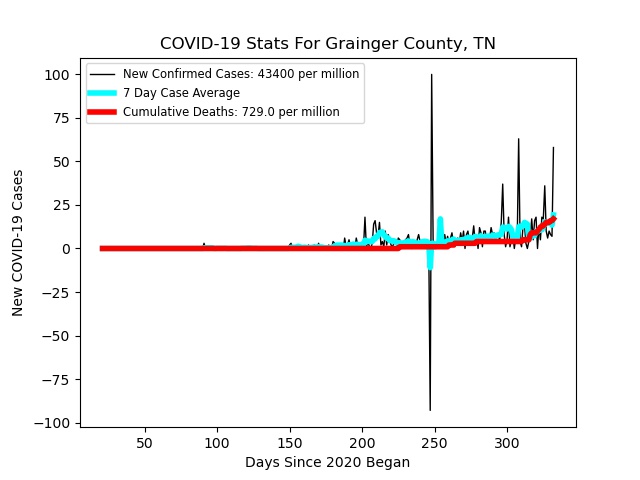 COVID-19 Stats For Grainger County, TN
New Confirmed Cases: 43400 per million
7 Day Case Average
Cumulative Deaths: 729.0 per million
New COVID-19 Cases
100
75
50
25
0
−25
−50
−75
−100
50 100 150 200 250 300
Days Since 2020 Began